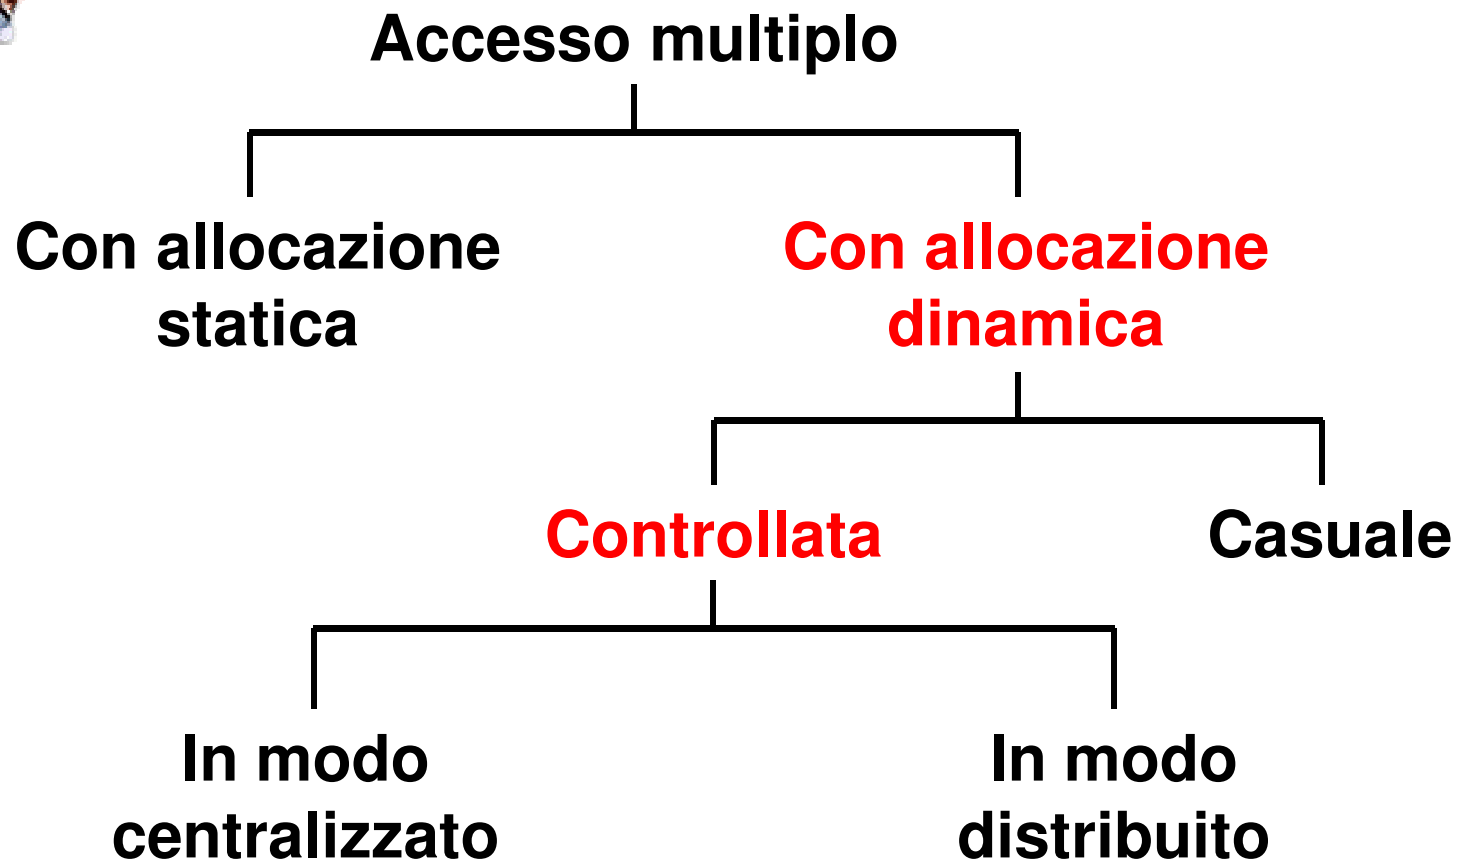 Accesso multiplo
Con allocazione
statica
Con allocazione
dinamica
Controllata
Casuale
In modo
centralizzato
In modo
distribuito